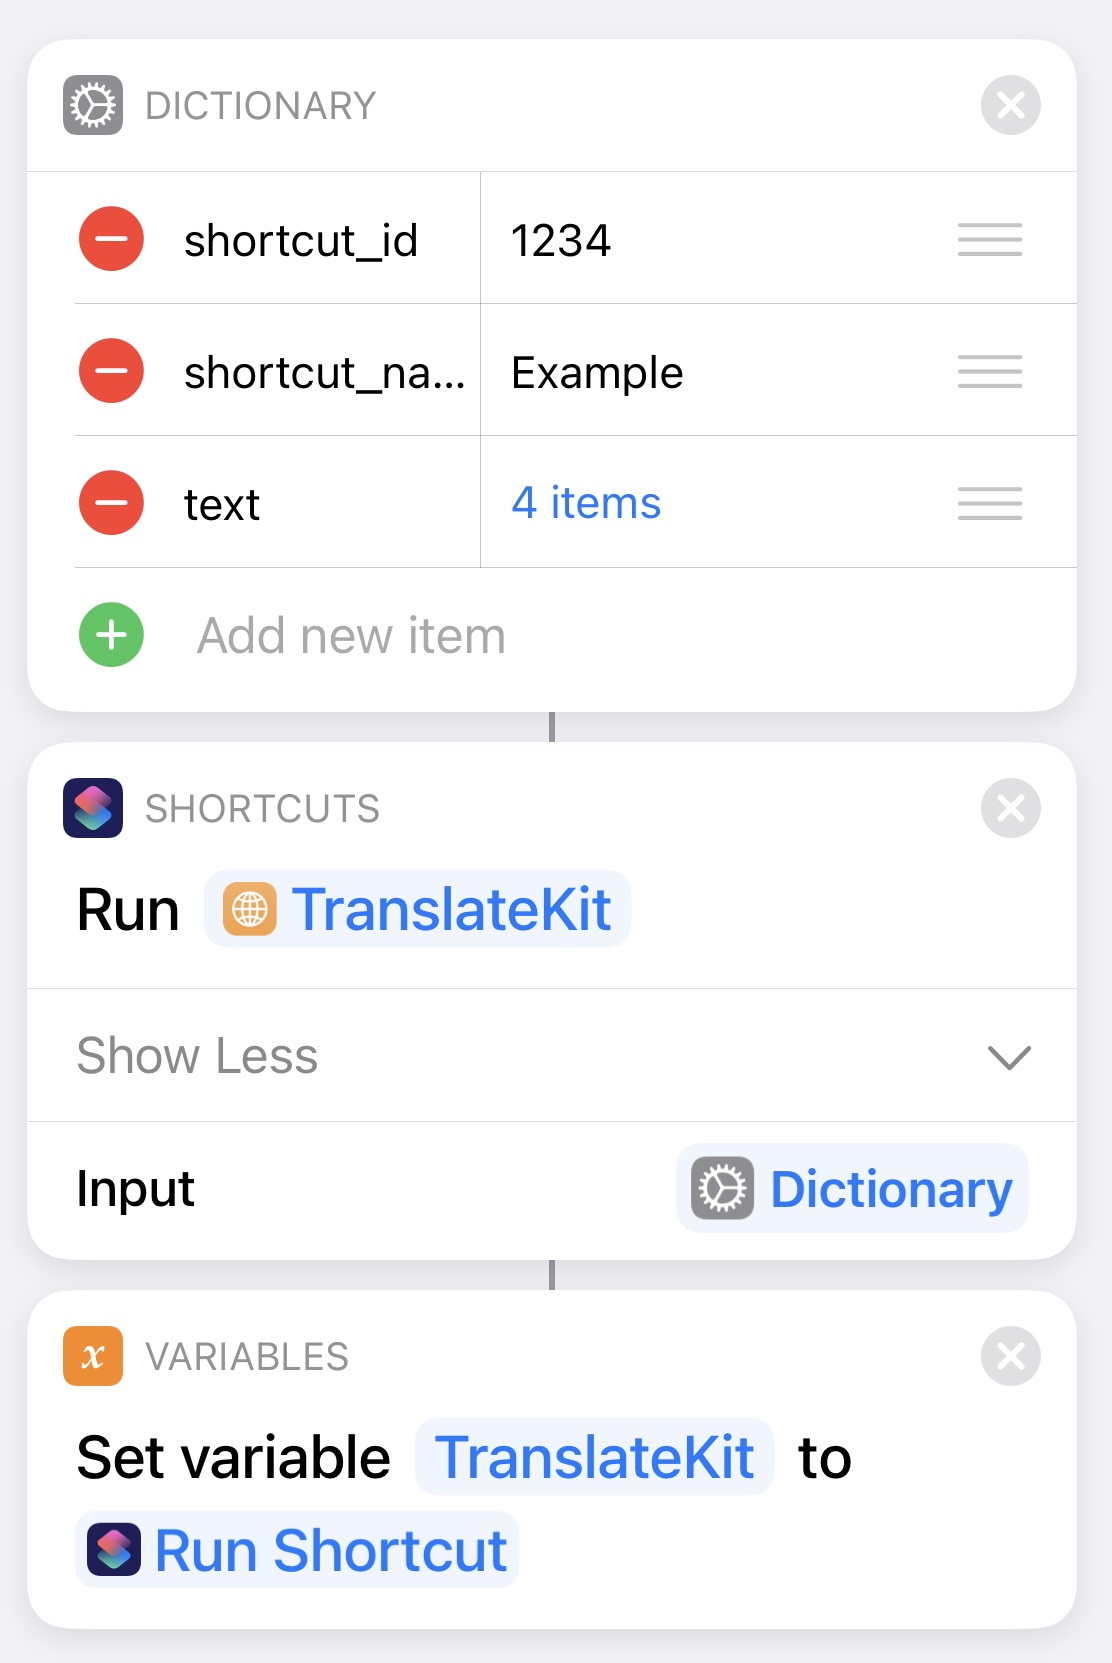 DICTIONARY
shortcut_id 1234
shortcut_na... Example
text 4 items
Add new item
SHORTCUTS
Run TranslateKit
Show Less
Input Dictionary
x VARIABLES
Set variable TranslateKit to
Run Shortcut